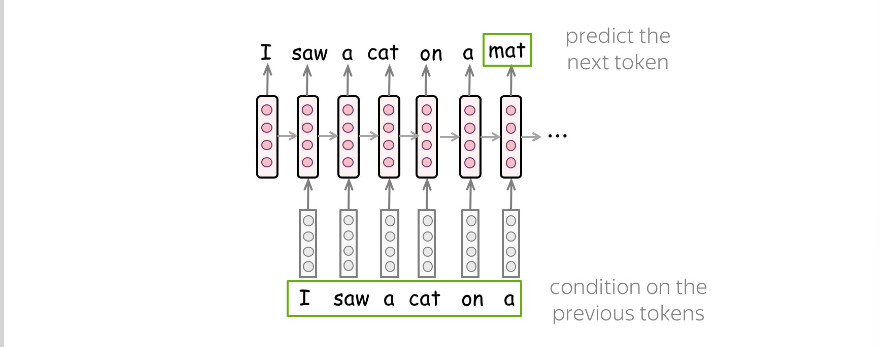 I saw a cat on a mat
predict the
next token
...
I saw a cat on a
condition on the
previous tokens